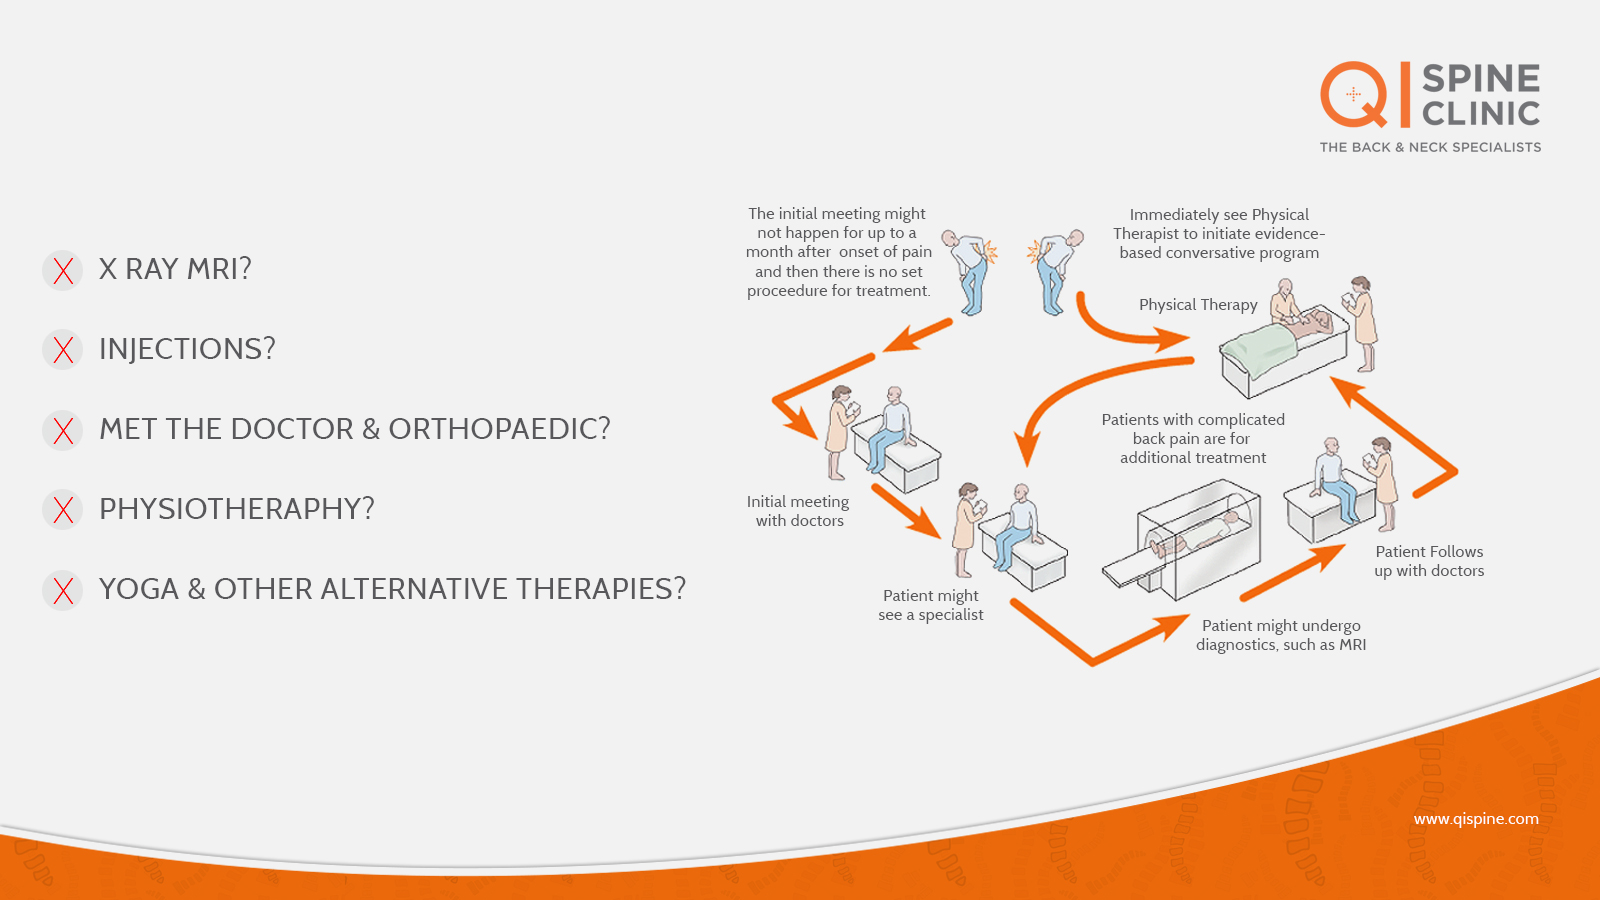 QI SPINE
CLINIC
THE BACK & NECK SPECIALISTS
X RAY MRI?
INJECTIONS?
MET THE DOCTOR & ORTHOPAEDIC?
PHYSIOTHERAPHY?
YOGA & OTHER ALTERNATIVE THERAPIES?
The initial meeting might
not happen for up to a
month after onset of pain
and then there is no set
proceedure for treatment.
Immediately see Physical
Therapist to initiate evidence-
based conversative program
Physical Therapy
Patients with complicated
back pain are for
additional treatment
Initial meeting
with doctors
Patient might
see a specialist
Patient might undergo
diagnostics, such as MRI
Patient Follows
up with doctors
www.qispine.com